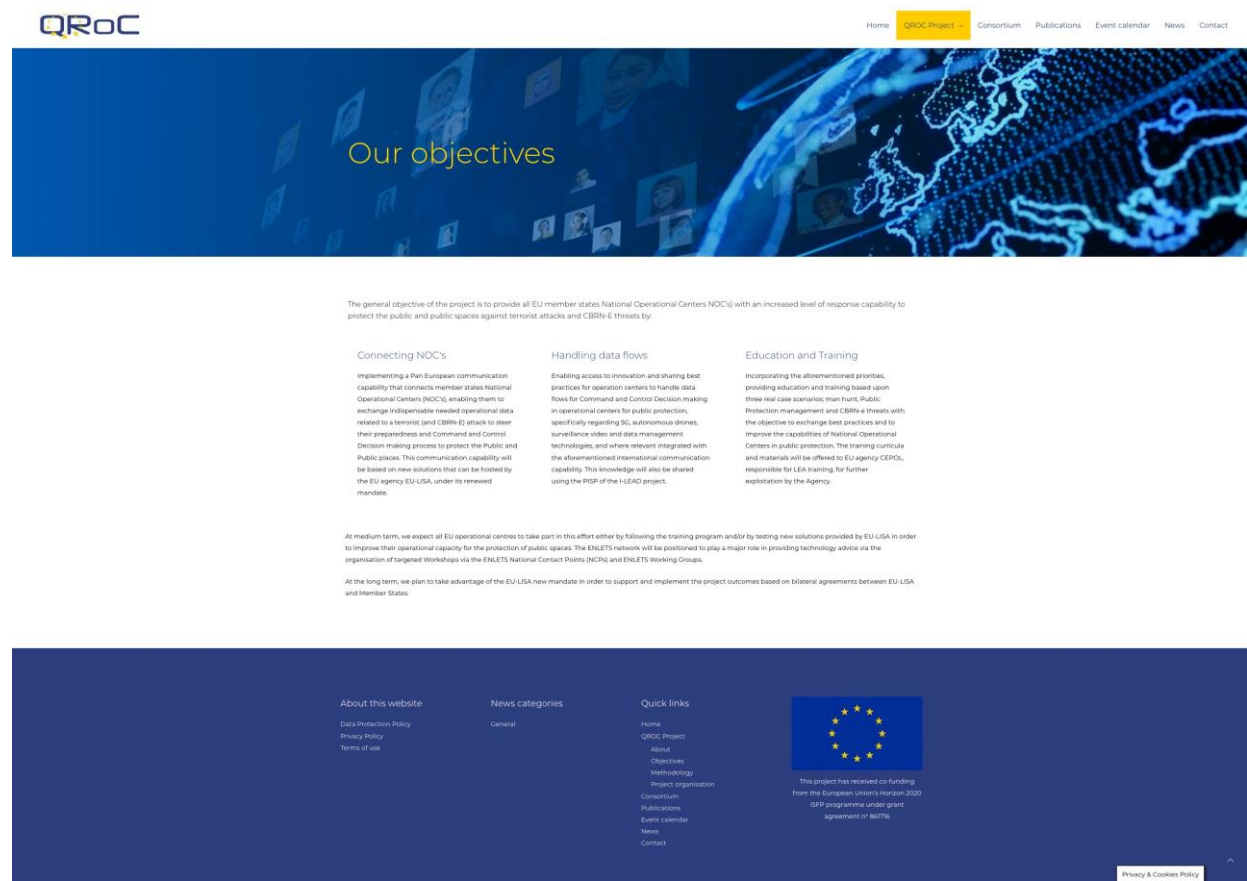 QROC
Home QROC Project Consortium Publications Event calendar News Contact
Our objectives
The general objective of the project is to provide all EU member states National Operational Centers NOC's) with an increased level of response capability to
protect the public and public spaces against terrorist attacks and CBRN-E threats by:
Connecting NOC's
Implementing a Pan European communication
capability that connects member states National
Operational Centers (NOC's), enabling them to
exchange indispensable needed operational data
related to a terrorist (and CBRN-E) attack to steer
their preparedness and Command and Control
Decision making process to protect the Public and
Public places. This communication capability will
be based on new solutions that can be hosted by
the EU agency EU-LISA, under its renewed
mandate.
Handling data flows
Enabling access to innovation and sharing best
practices for operation centers to handle data
flows for Command and Control Decision making
in operational centers for public protection,
specifically regarding 5G, autonomous drones,
surveillance video and data management
technologies, and where relevant integrated with
the aforementioned international communication
capability. This knowledge will also be shared
using the PISP of the I-LEAD project.
Education and Training
Incorporating the aforementioned priorities,
providing education and training based upon
three real case scenarios; man hunt, Public
Protection management and CBRN-e threats with
the objective to exchange best practices and to
improve the capabilities of National Operational
Centers in public protection. The training curricula
and materials will be offered to EU agency CEPOL,
responsible for LEA training, for further
exploitation by the Agency.
At medium term, we expect all EU operational centres to take part in this effort either by following the training program and/or by testing new solutions provided by EU-LISA in order
to improve their operational capacity for the protection of public spaces. The ENLETS network will be positioned to play a major role in providing technology advice via the
organisation of targeted Workshops via the ENLETS National Contact Points (NCPs) and ENLETS Working Groups.
At the long term, we plan to take advantage of the EU-LISA new mandate in order to support and implement the project outcomes based on bilateral agreements between EU-LISA
and Member States.
About this website
Data Protection Policy
Privacy Policy
Terms of use
News categories
General
Quick links
Home
QROC Project
About
Objectives
Methodology
Project organisation
Consortium
Publications
Event calendar
News
Contact
This project has received co-funding
from the European Union's Horizon 2020
ISFP programme under grant
agreement n° 867716
Privacy & Cookies Policy